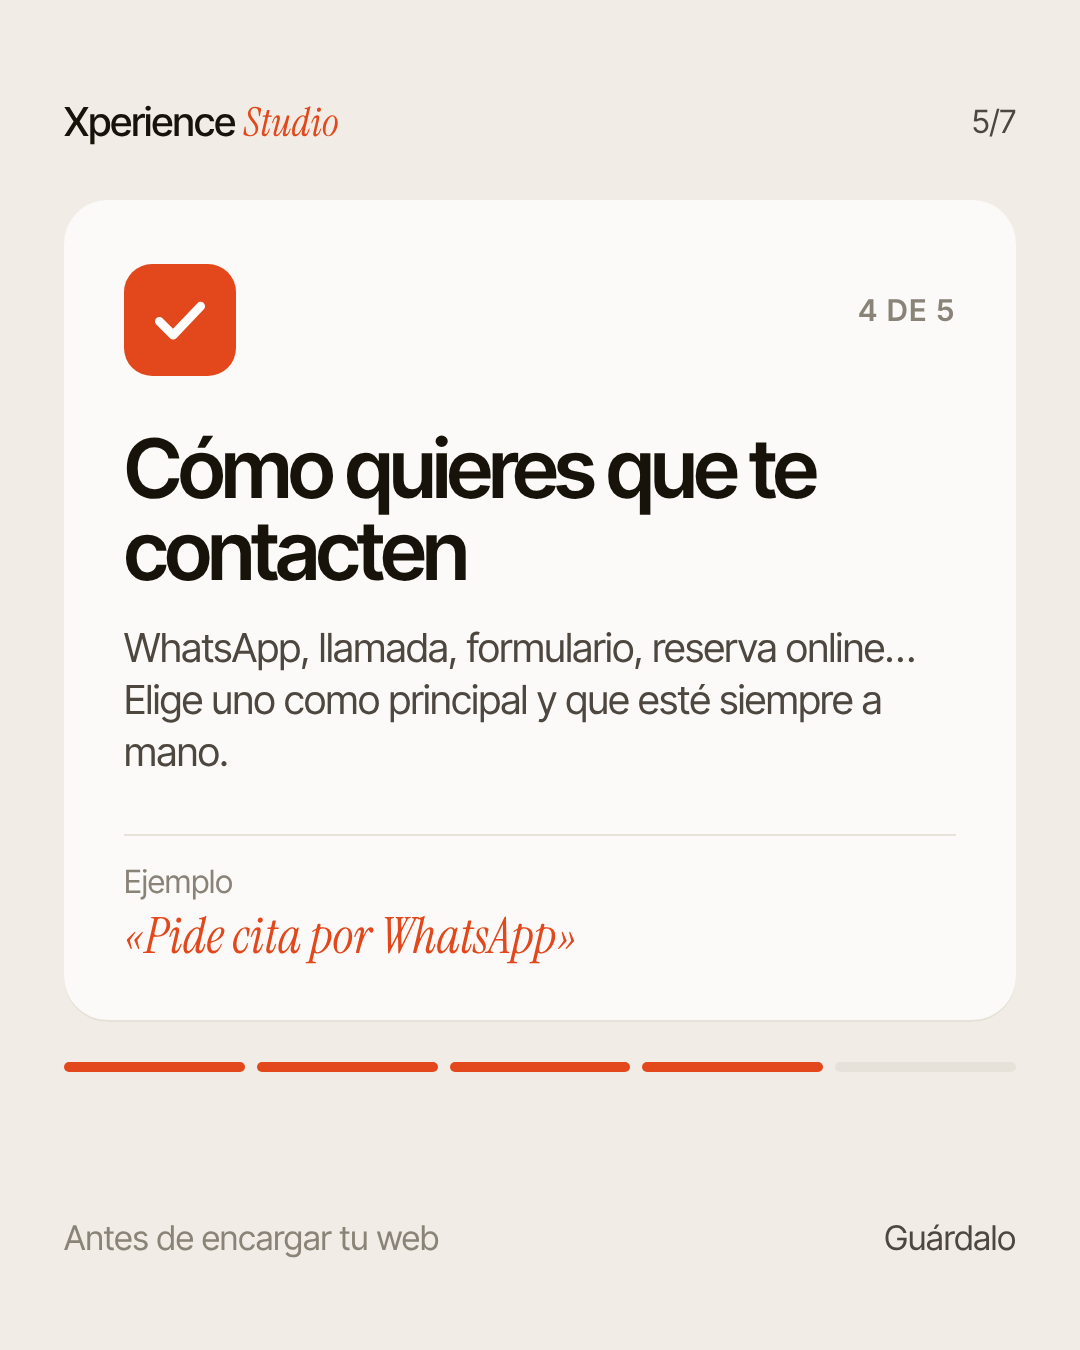 Xperience Studio
5/7
4 DE 5
Cómo quieres que te
contacten
WhatsApp, llamada, formulario, reserva online…
Elige uno como principal y que esté siempre a
mano.
Ejemplo
«Pide cita por WhatsApp»
Antes de encargar tu web
Guárdalo